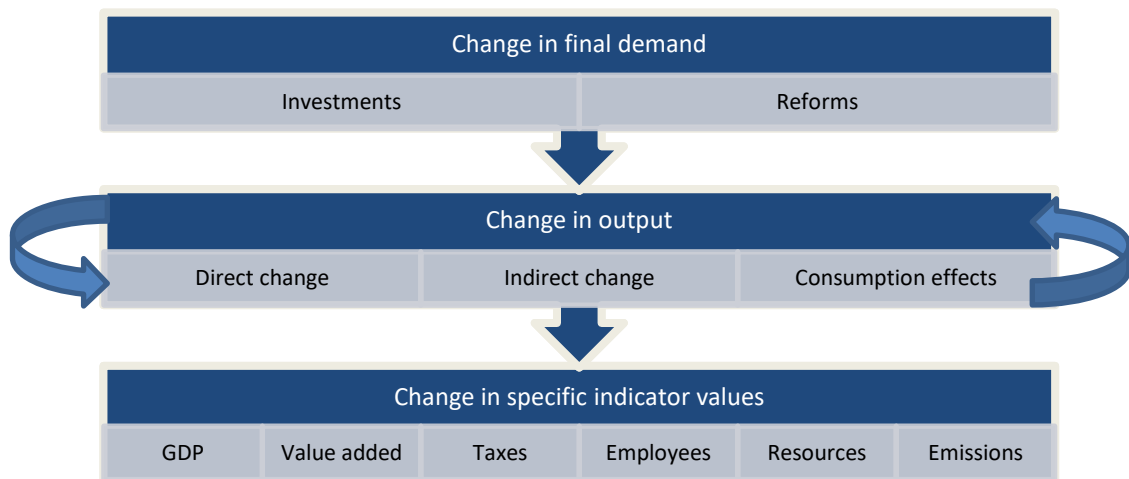 Change in final demand
Investments Reforms
Change in output
Direct change Indirect change Consumption effects
Change in specific indicator values
GDP Value added Taxes Employees Resources Emissions